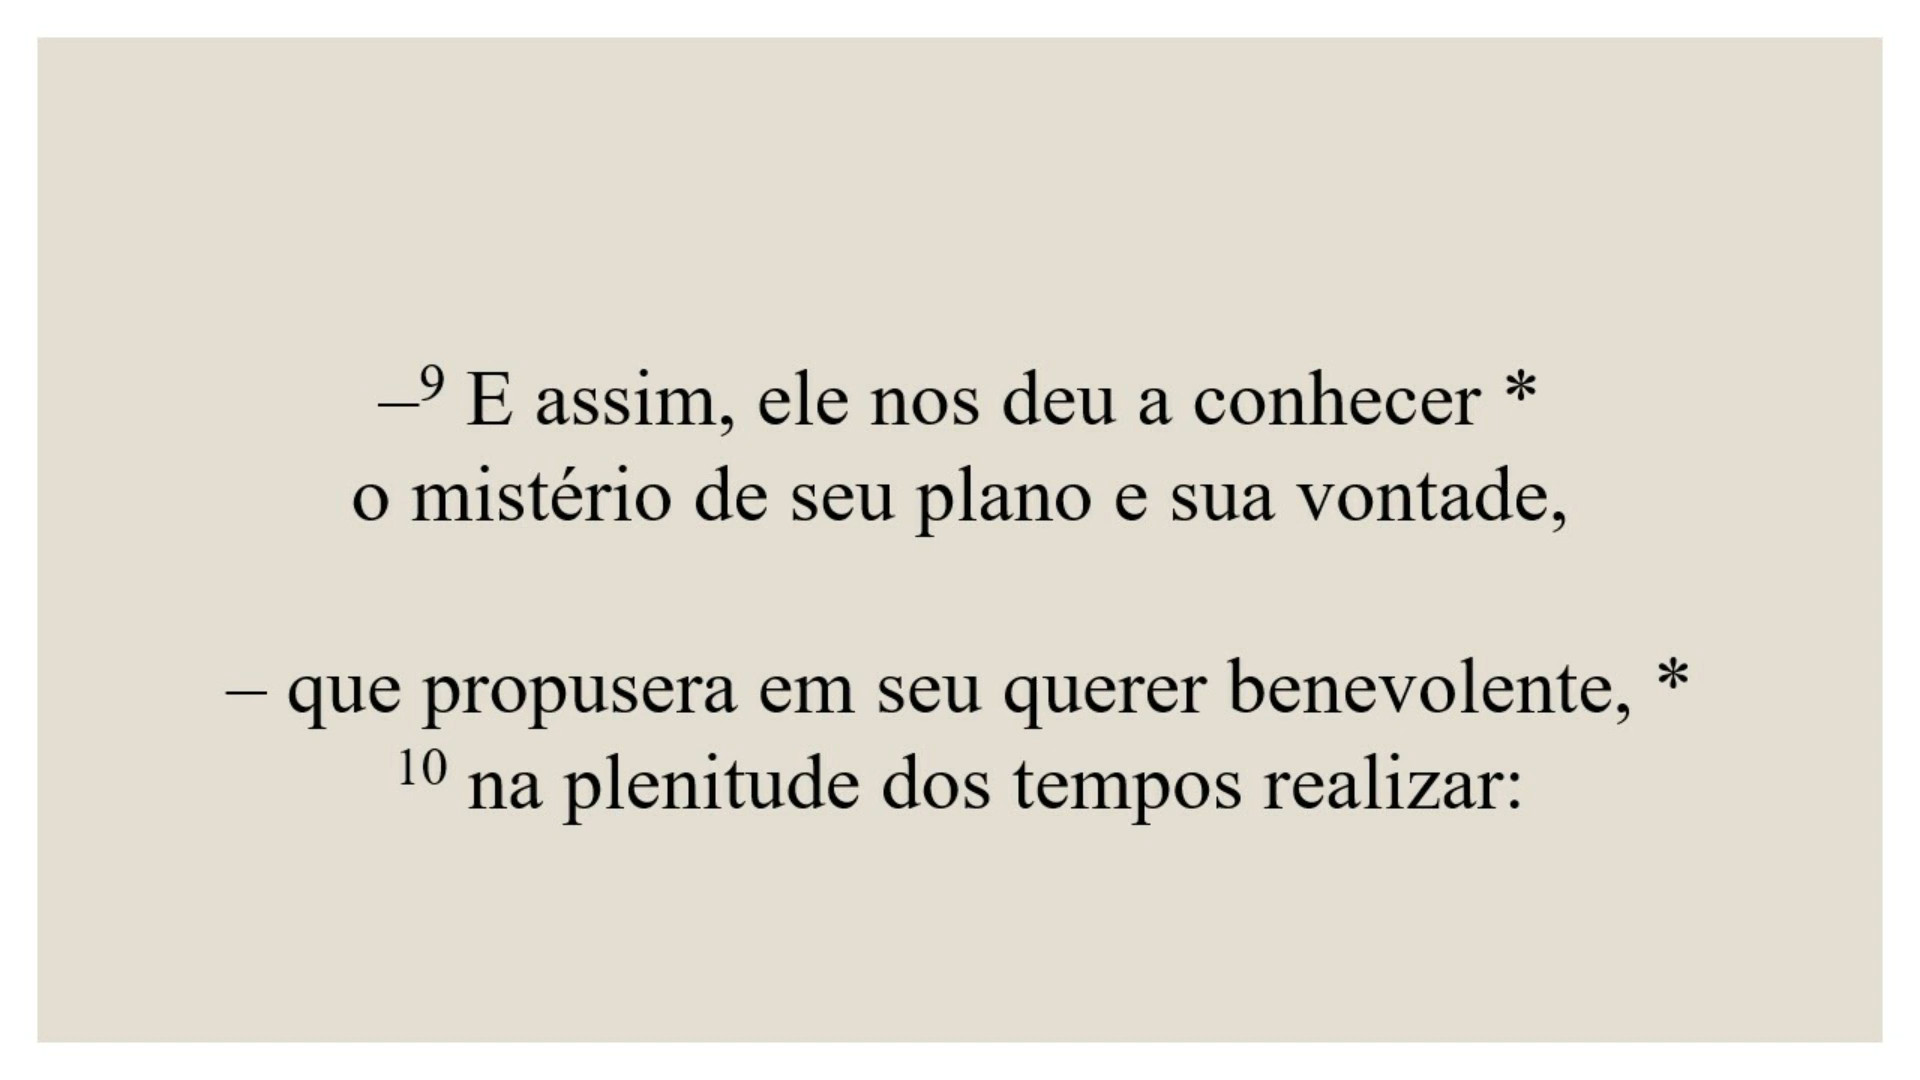 –⁹ E assim, ele nos deu a conhecer *
o mistério de seu plano e sua vontade,
– que propusera em seu querer benevolente, *
¹⁰ na plenitude dos tempos realizar: